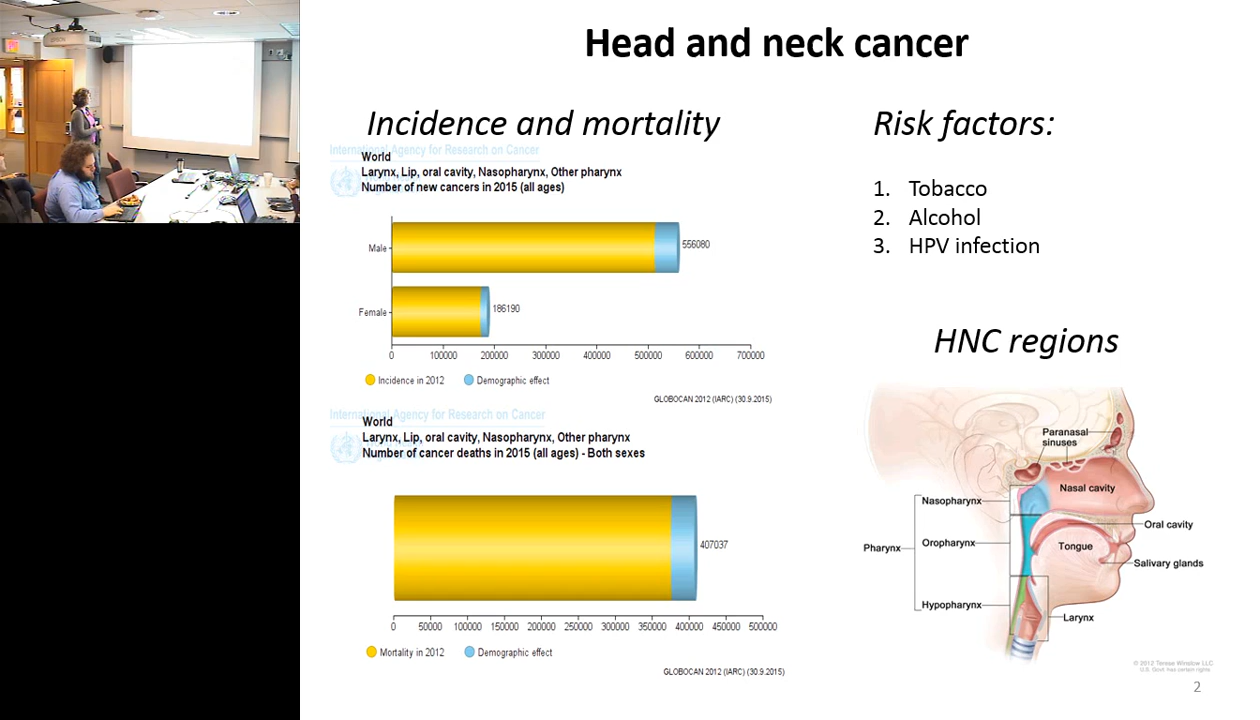 Head and neck cancer
Incidence and mortality
International Agency for Research on Cancer
World
Larynx, Lip, oral cavity, Nasopharynx, Other pharynx
Number of new cancers in 2015 (all ages)
Male
556080
Female
186190
0 100000 200000 300000 400000 500000 600000 700000
Incidence in 2012 Demographic effect
GLOBOCAN 2012 (IARC) (30.9.2015)
International Agency for Research on Cancer
World
Larynx, Lip, oral cavity, Nasopharynx, Other pharynx
Number of cancer deaths in 2015 (all ages) - Both sexes
407037
0 50000 100000 150000 200000 250000 300000 350000 400000 450000 500000
Mortality in 2012 Demographic effect
GLOBOCAN 2012 (IARC) (30.9.2015)
Risk factors:
1. Tobacco
2. Alcohol
3. HPV infection
HNC regions
Paranasal
sinuses
Nasal cavity
Nasopharynx
Oral cavity
Oropharynx
Tongue
Pharynx
Salivary glands
Hypopharynx
Larynx
© 2012 Terese Winslow LLC
U.S. Govt. has certain rights
2